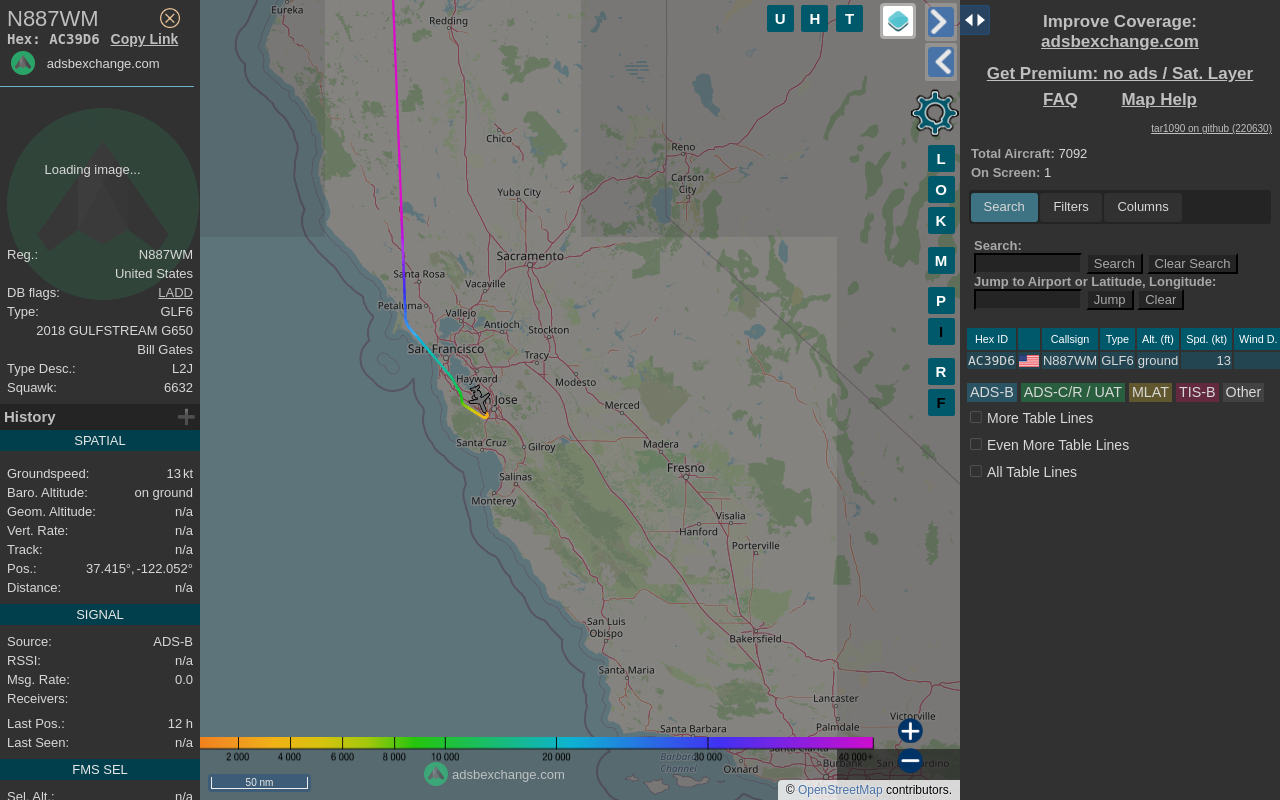 N887WM
Hex: AC39D6 Copy Link
adsbexchange.com
Loading image...
Reg.: N887WM
United States
DB flags: LADD
Type: GLF6
2018 GULFSTREAM G650
Bill Gates
Type Desc.: L2J
Squawk: 6632
History
SPATIAL
Groundspeed: 13 kt
Baro. Altitude: on ground
Geom. Altitude: n/a
Vert. Rate: n/a
Track: n/a
Pos.: 37.415°, -122.052°
Distance: n/a
SIGNAL
Source: ADS-B
RSSI: n/a
Msg. Rate: 0.0
Receivers:
Last Pos.: 12 h
Last Seen: n/a
FMS SEL
Sel. Alt.: n/a
Eureka
Redding
Chico
Reno
Carson
City
Yuba City
Sacramento
Santa Rosa
Vacaville
Petaluma
Vallejo
Antioch
Stockton
San Francisco
Tracy
Hayward
Modesto
Jose
Merced
Santa Cruz
Gilroy
Madera
Salinas
Fresno
Monterey
Visalia
Hanford
Porterville
San Luis
Obispo
Bakersfield
Santa Maria
Lancaster
Palmdale
Victorville
Santa Barbara
Santa Clarita
Barbara
Channel
Oxnard
Burbank
San Bernardino
2 000
4 000
6 000
8 000
10 000
20 000
30 000
40 000+
50 nm
adsbexchange.com
© OpenStreetMap contributors.
U H T
L
O
K
M
P
I
R
F
Improve Coverage:
adsbexchange.com
Get Premium: no ads / Sat. Layer
FAQ Map Help
tar1090 on github (220630)
Total Aircraft: 7092
On Screen: 1
Search Filters Columns
Search:
Search Clear Search
Jump to Airport or Latitude, Longitude:
Jump Clear
Hex ID Callsign Type Alt. (ft) Spd. (kt) Wind D.
AC39D6 N887WM GLF6 ground 13
ADS-B ADS-C/R / UAT MLAT TIS-B Other
More Table Lines
Even More Table Lines
All Table Lines